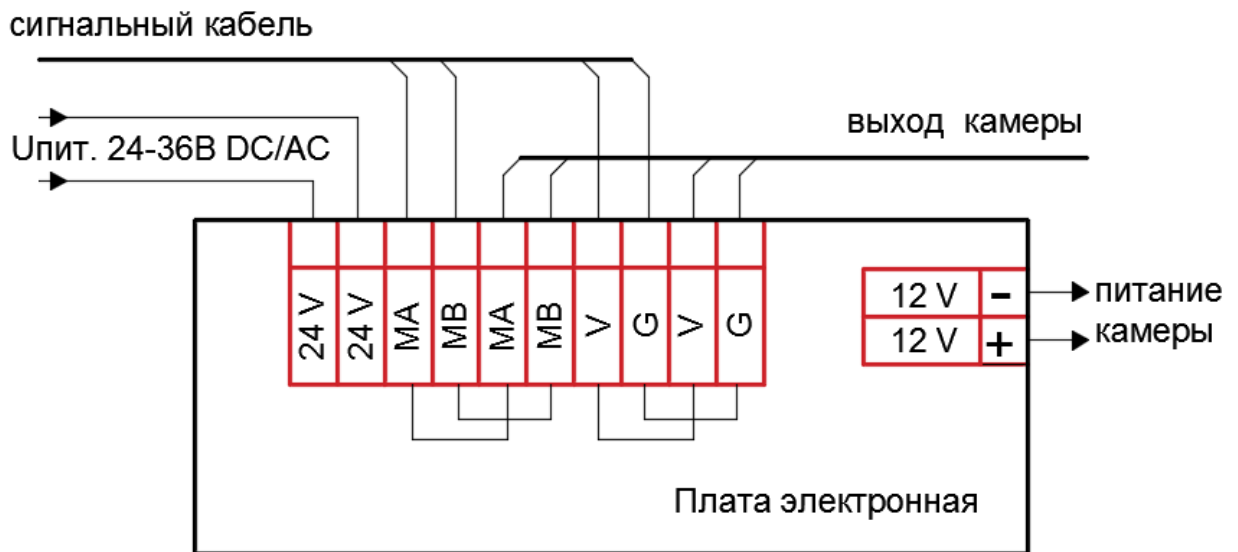 сигнальный кабель
Uпит. 24-36В DC/AC
выход камеры
24 V
24 V
MA
MB
MA
MB
V
G
V
G
12 V -
12 V +
питание
камеры
Плата электронная